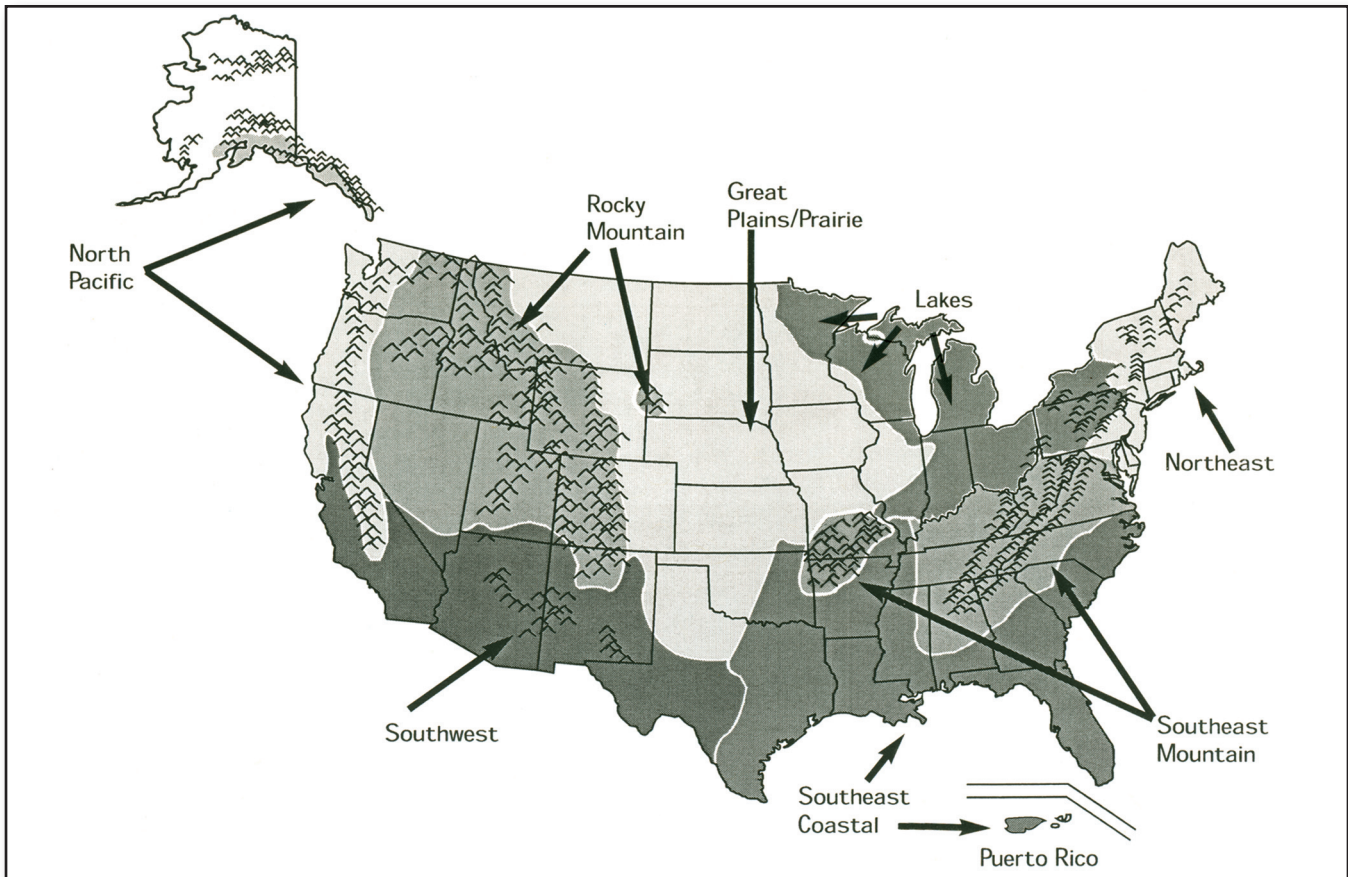 Rocky
Mountain
Great
Plains/Prairie
North
Pacific
Lakes
Northeast
Southwest
Southeast
Mountain
Southeast
Coastal
Puerto Rico